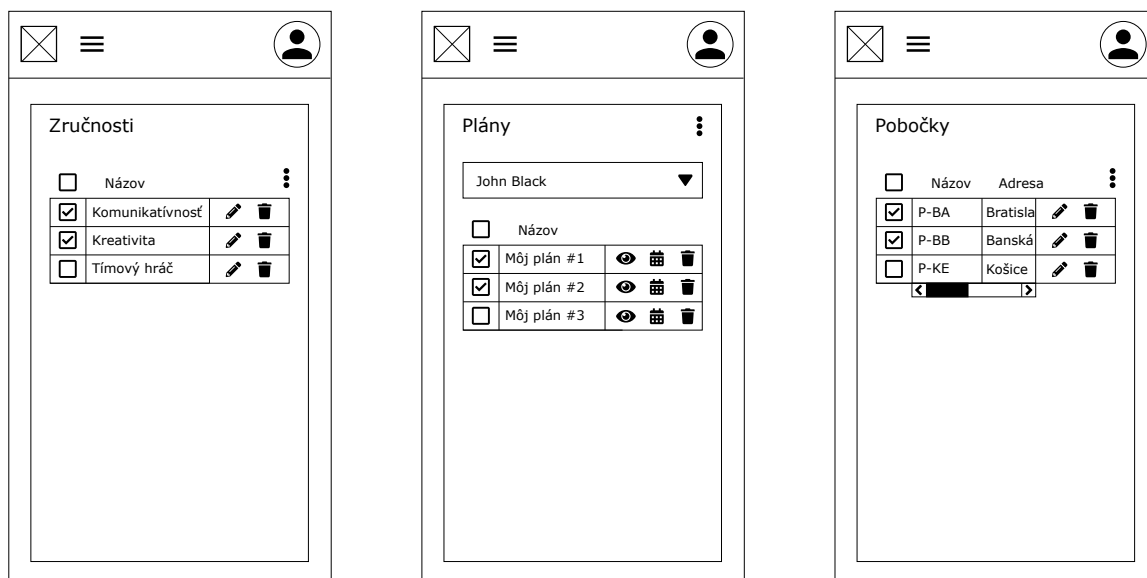 Zručnosti
Názov
Komunikatívnosť
Kreativita
Tímový hráč
Plány
John Black
Názov
Môj plán #1
Môj plán #2
Môj plán #3
Pobočky
Názov Adresa
P-BA Bratisla
P-BB Banská
P-KE Košice